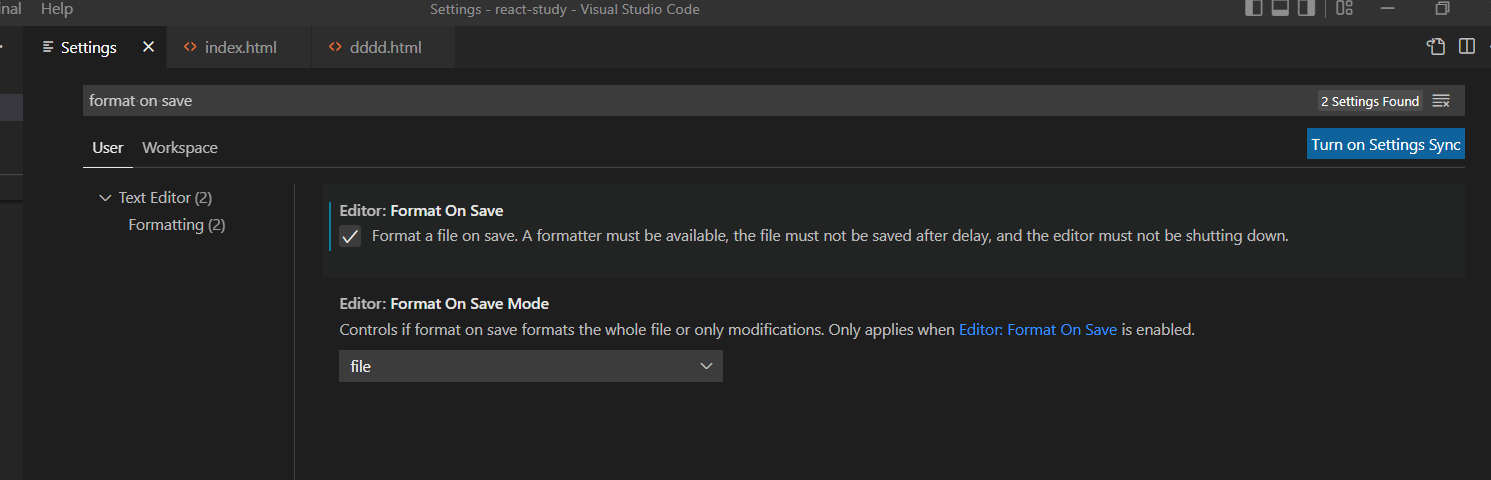 inal Help Settings - react-study - Visual Studio Code
Settings index.html dddd.html
format on save 2 Settings Found
User Workspace Turn on Settings Sync
Text Editor (2)
Formatting (2)
Editor: Format On Save
Format a file on save. A formatter must be available, the file must not be saved after delay, and the editor must not be shutting down.
Editor: Format On Save Mode
Controls if format on save formats the whole file or only modifications. Only applies when Editor: Format On Save is enabled.
file